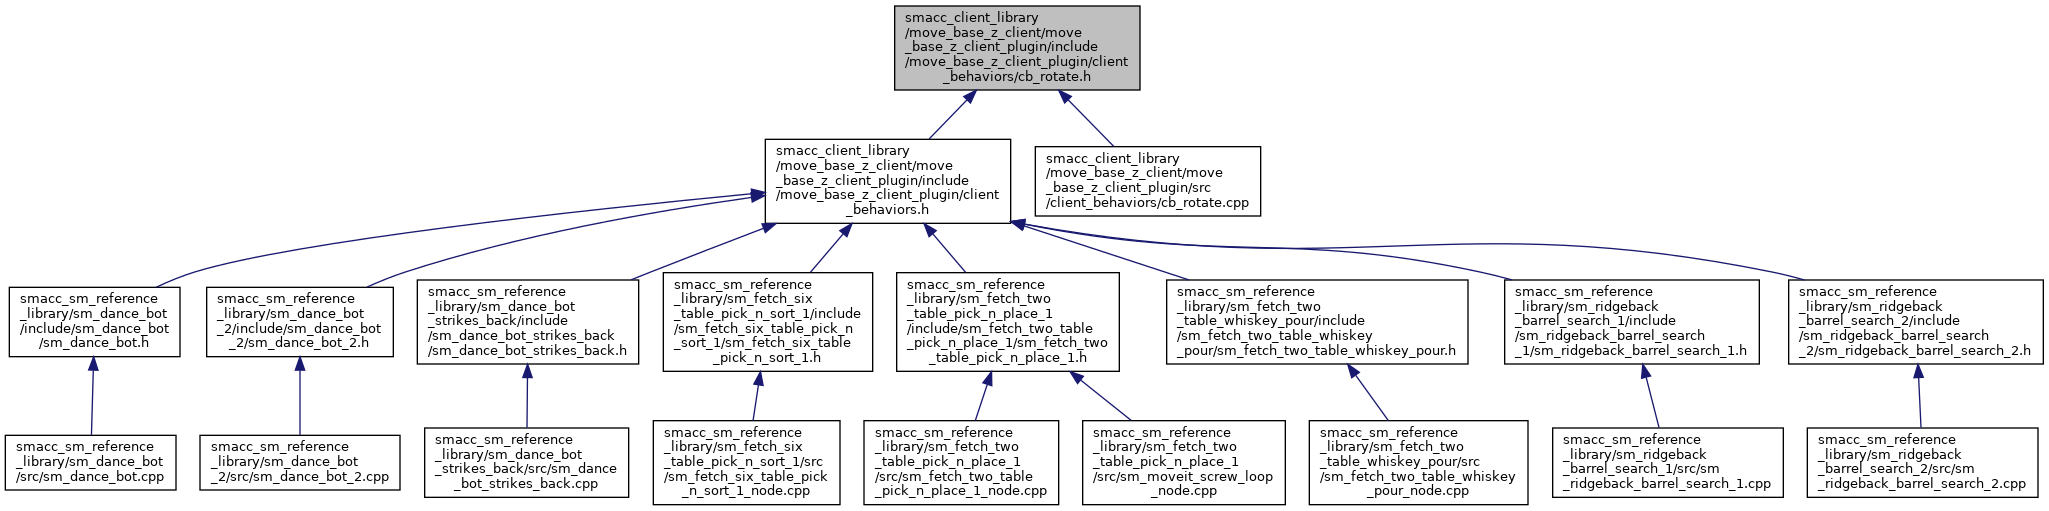 smacc_client_library
/move_base_z_client/move
_base_z_client_plugin/include
/move_base_z_client_plugin/client
_behaviors/cb_rotate.h
smacc_client_library
/move_base_z_client/move
_base_z_client_plugin/include
/move_base_z_client_plugin/client
_behaviors.h
smacc_client_library
/move_base_z_client/move
_base_z_client_plugin/src
/client_behaviors/cb_rotate.cpp
smacc_sm_reference
_library/sm_dance_bot
/include/sm_dance_bot
/sm_dance_bot.h
smacc_sm_reference
_library/sm_dance_bot
_2/include/sm_dance_bot
_2/sm_dance_bot_2.h
smacc_sm_reference
_library/sm_dance_bot
_strikes_back/include
/sm_dance_bot_strikes_back
/sm_dance_bot_strikes_back.h
smacc_sm_reference
_library/sm_fetch_six
_table_pick_n_sort_1/include
/sm_fetch_six_table_pick_n
_sort_1/sm_fetch_six_table
_pick_n_sort_1.h
smacc_sm_reference
_library/sm_fetch_two
_table_pick_n_place_1
/include/sm_fetch_two_table
_pick_n_place_1/sm_fetch_two
_table_pick_n_place_1.h
smacc_sm_reference
_library/sm_fetch_two
_table_whiskey_pour/include
/sm_fetch_two_table_whiskey
_pour/sm_fetch_two_table_whiskey_pour.h
smacc_sm_reference
_library/sm_ridgeback
_barrel_search_1/include
/sm_ridgeback_barrel_search
_1/sm_ridgeback_barrel_search_1.h
smacc_sm_reference
_library/sm_ridgeback
_barrel_search_2/include
/sm_ridgeback_barrel_search
_2/sm_ridgeback_barrel_search_2.h
smacc_sm_reference
_library/sm_dance_bot
/src/sm_dance_bot.cpp
smacc_sm_reference
_library/sm_dance_bot
_2/src/sm_dance_bot_2.cpp
smacc_sm_reference
_library/sm_dance_bot
_strikes_back/src/sm_dance
_bot_strikes_back.cpp
smacc_sm_reference
_library/sm_fetch_six
_table_pick_n_sort_1/src
/sm_fetch_six_table_pick
_n_sort_1_node.cpp
smacc_sm_reference
_library/sm_fetch_two
_table_pick_n_place_1
/src/sm_fetch_two_table
_pick_n_place_1_node.cpp
smacc_sm_reference
_library/sm_fetch_two
_table_pick_n_place_1
/src/sm_moveit_screw_loop
_node.cpp
smacc_sm_reference
_library/sm_fetch_two
_table_whiskey_pour/src
/sm_fetch_two_table_whiskey
_pour_node.cpp
smacc_sm_reference
_library/sm_ridgeback
_barrel_search_1/src/sm
_ridgeback_barrel_search_1.cpp
smacc_sm_reference
_library/sm_ridgeback
_barrel_search_2/src/sm
_ridgeback_barrel_search_2.cpp